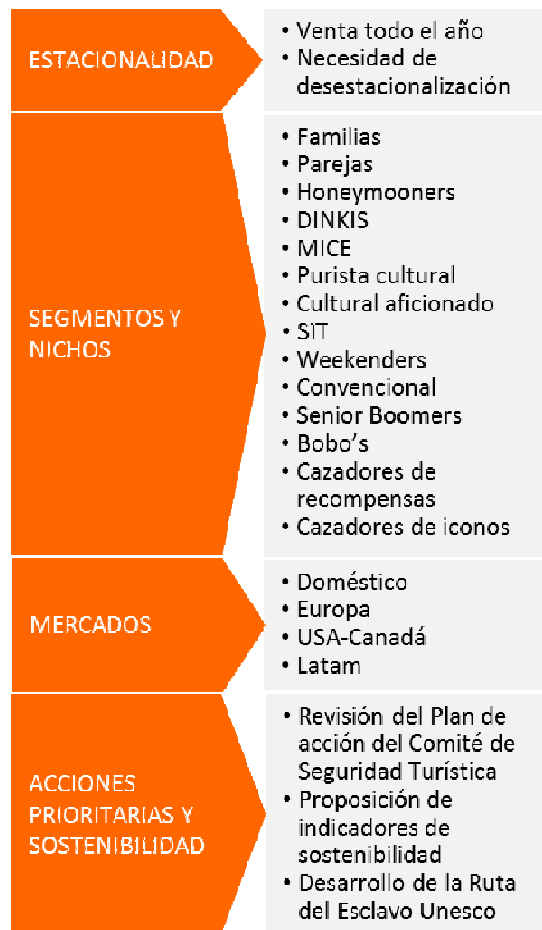 ESTACIONALIDAD
• Venta todo el año
• Necesidad de
desestacionalización
SEGMENTOS Y
NICHOS
• Familias
• Parejas
• Honeymooners
• DINKIS
• MICE
• Purista cultural
• Cultural aficionado
• SIT
• Weekenders
• Convencional
• Senior Boomers
• Bobo's
• Cazadores de
recompensas
• Cazadores de iconos
MERCADOS
• Doméstico
• Europa
• USA-Canadá
• Latam
ACCIONES
PRIORITARIAS Y
SOSTENIBILIDAD
• Revisión del Plan de
acción del Comité de
Seguridad Turística
• Proposición de
indicadores de
sostenibilidad
• Desarrollo de la Ruta
del Esclavo Unesco